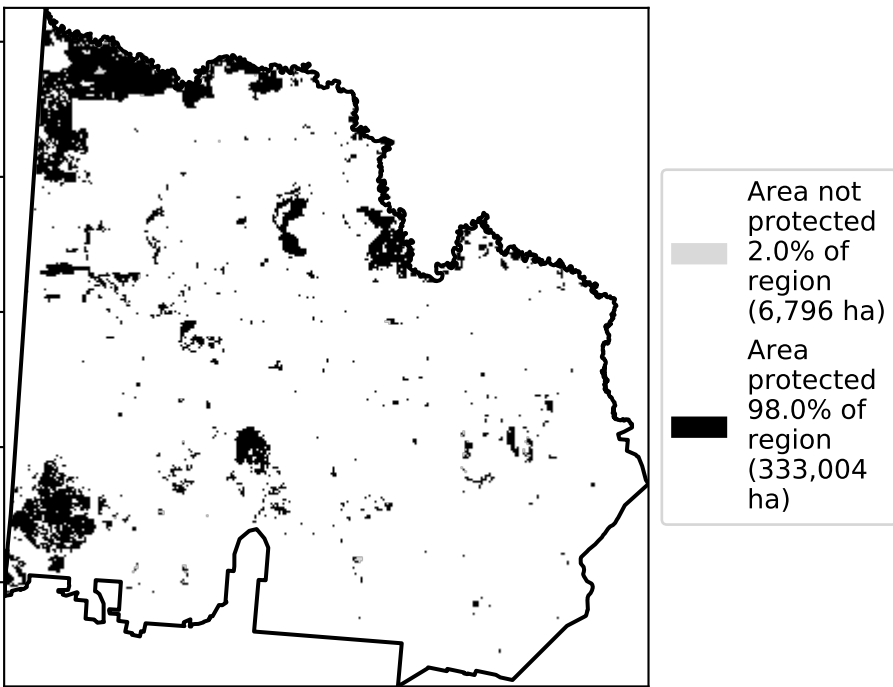 Area not
protected
2.0% of
region
(6,796 ha)
Area
protected
98.0% of
region
(333,004
ha)